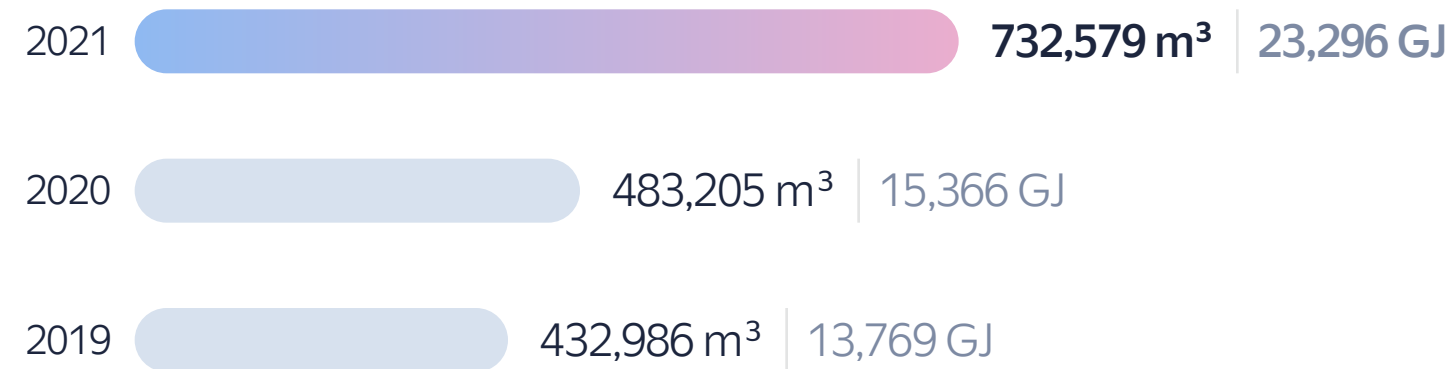 2021 732,579 m³ 23,296 GJ
2020 483,205 m³ 15,366 GJ
2019 432,986 m³ 13,769 GJ